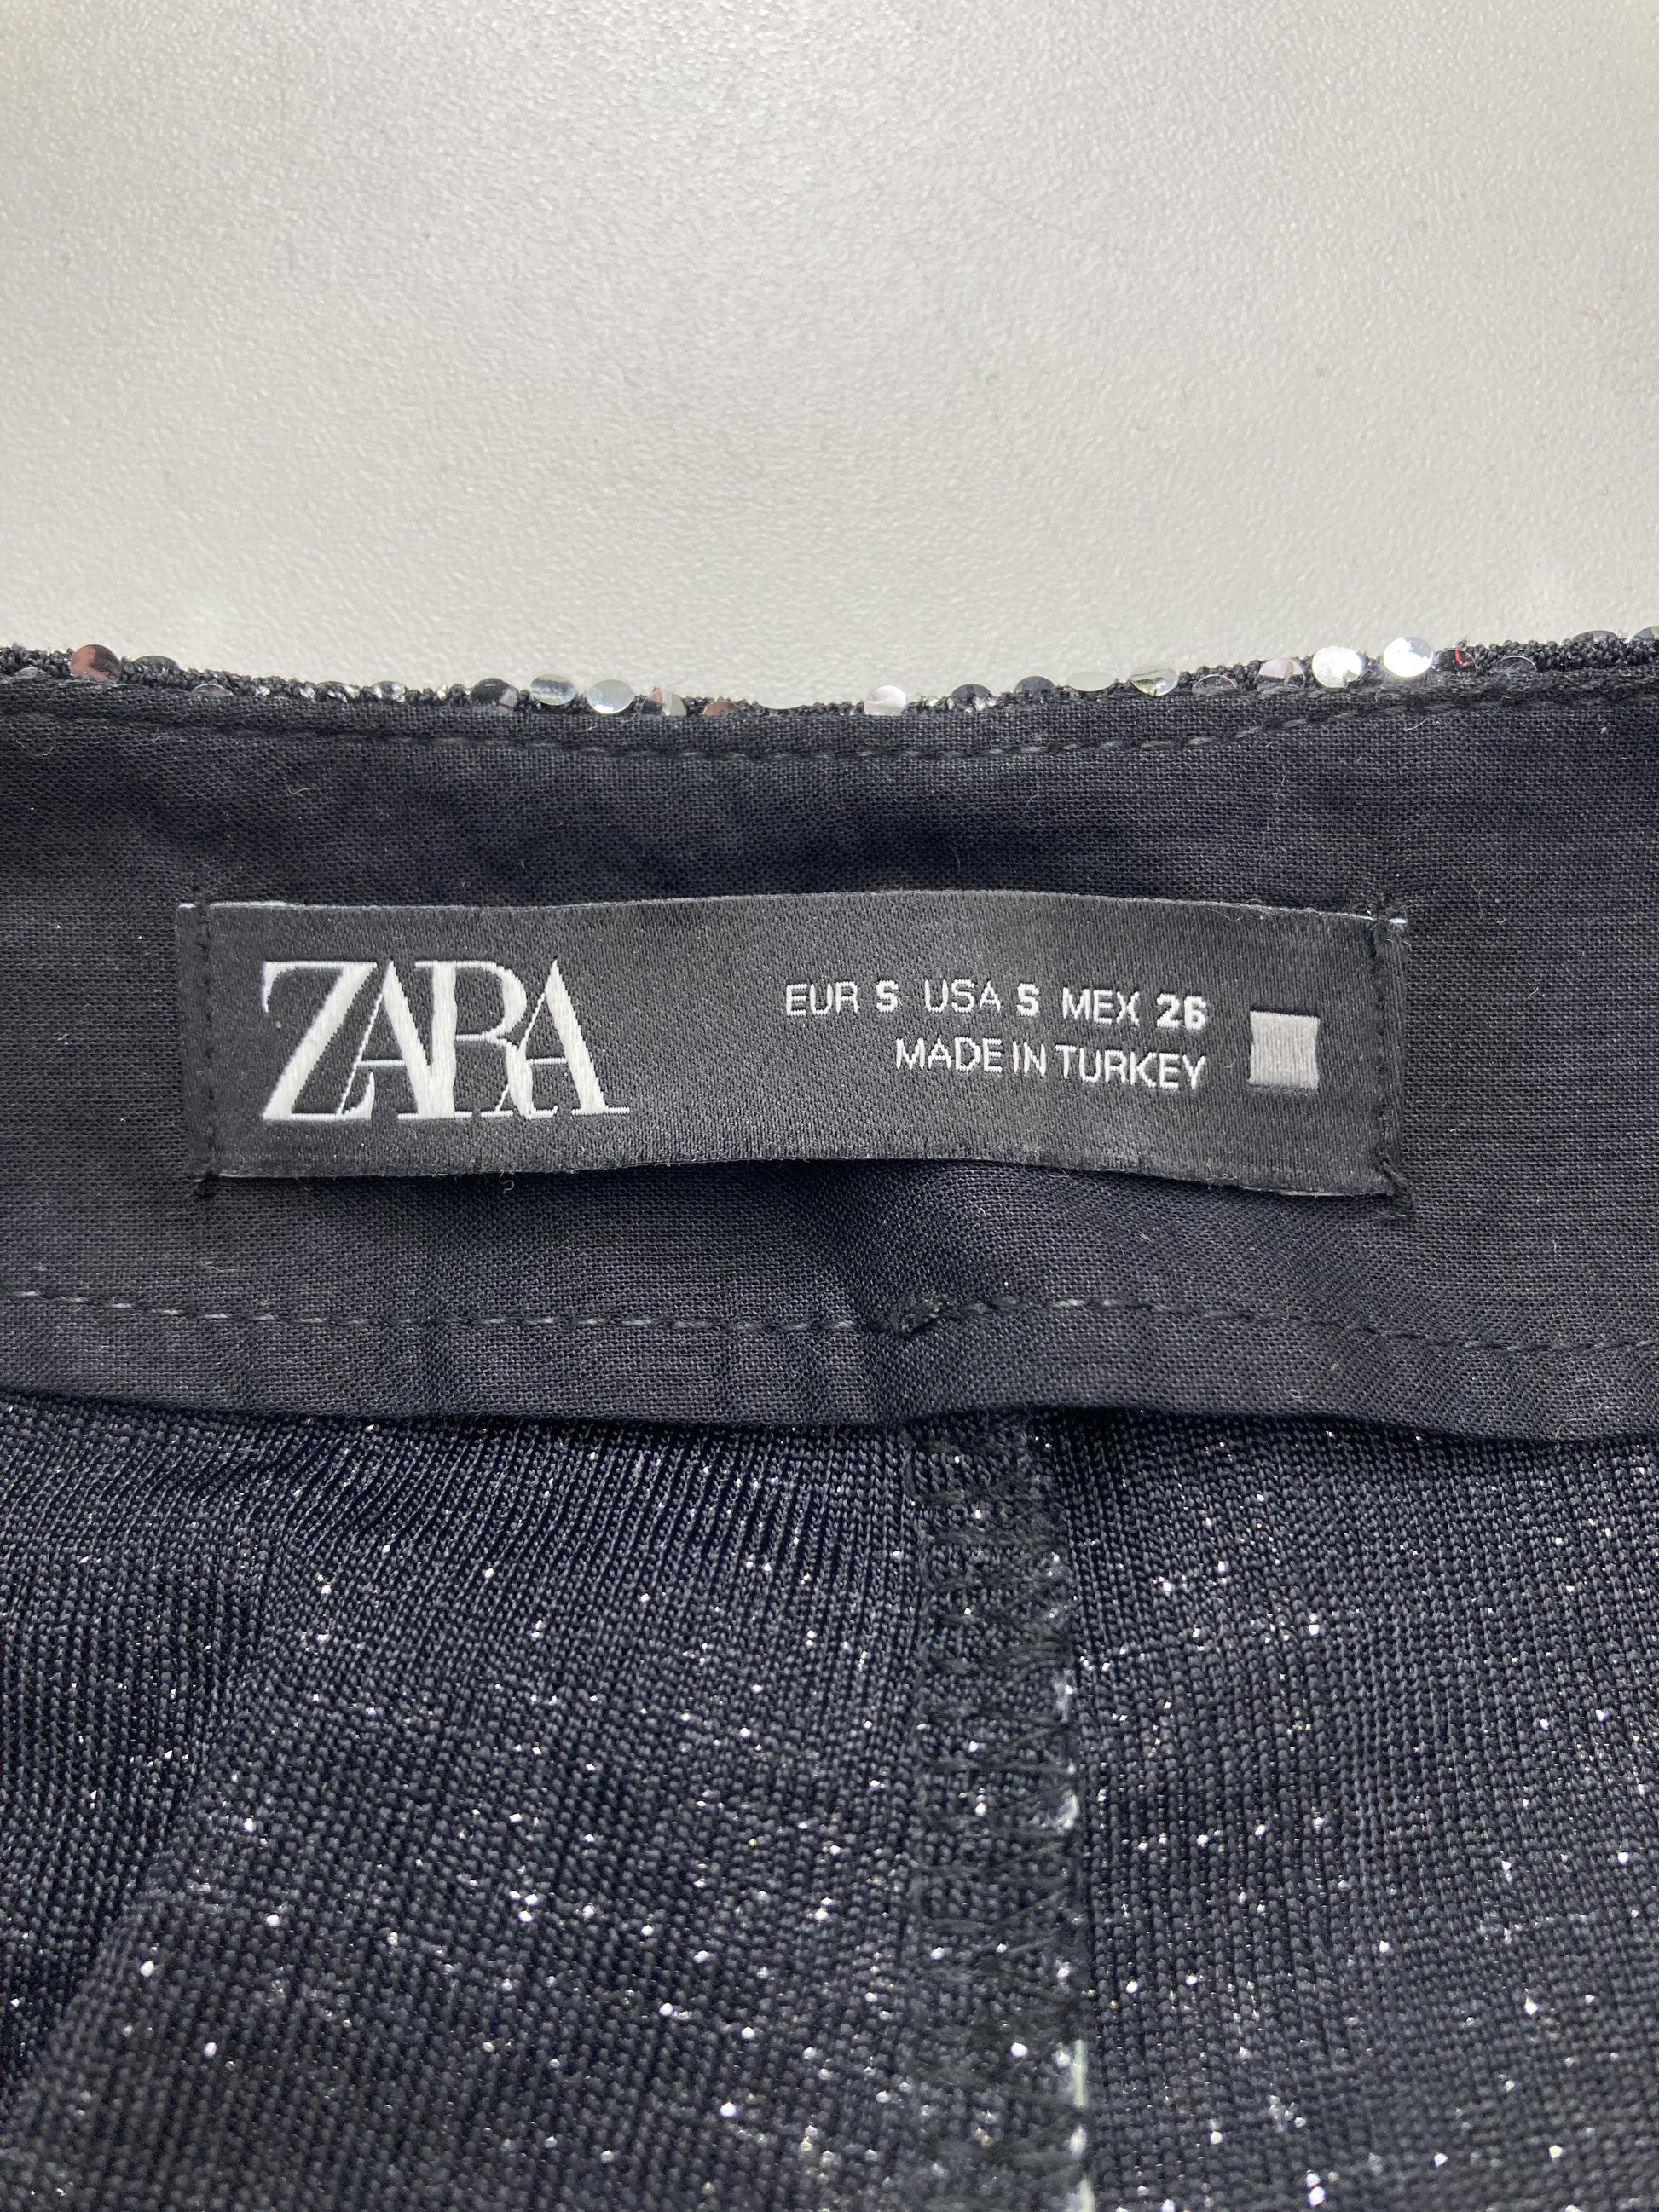 ZARA
EUR S USA S MEX 26
MADE IN TURKEY